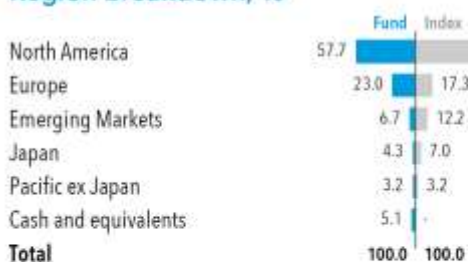 Fund Index
North America 57.7
Europe 23.0 17.3
Emerging Markets 6.7 12.2
Japan 4.3 7.0
Pacific ex Japan 3.2 3.2
Cash and equivalents 5.1 -
Total 100.0 100.0